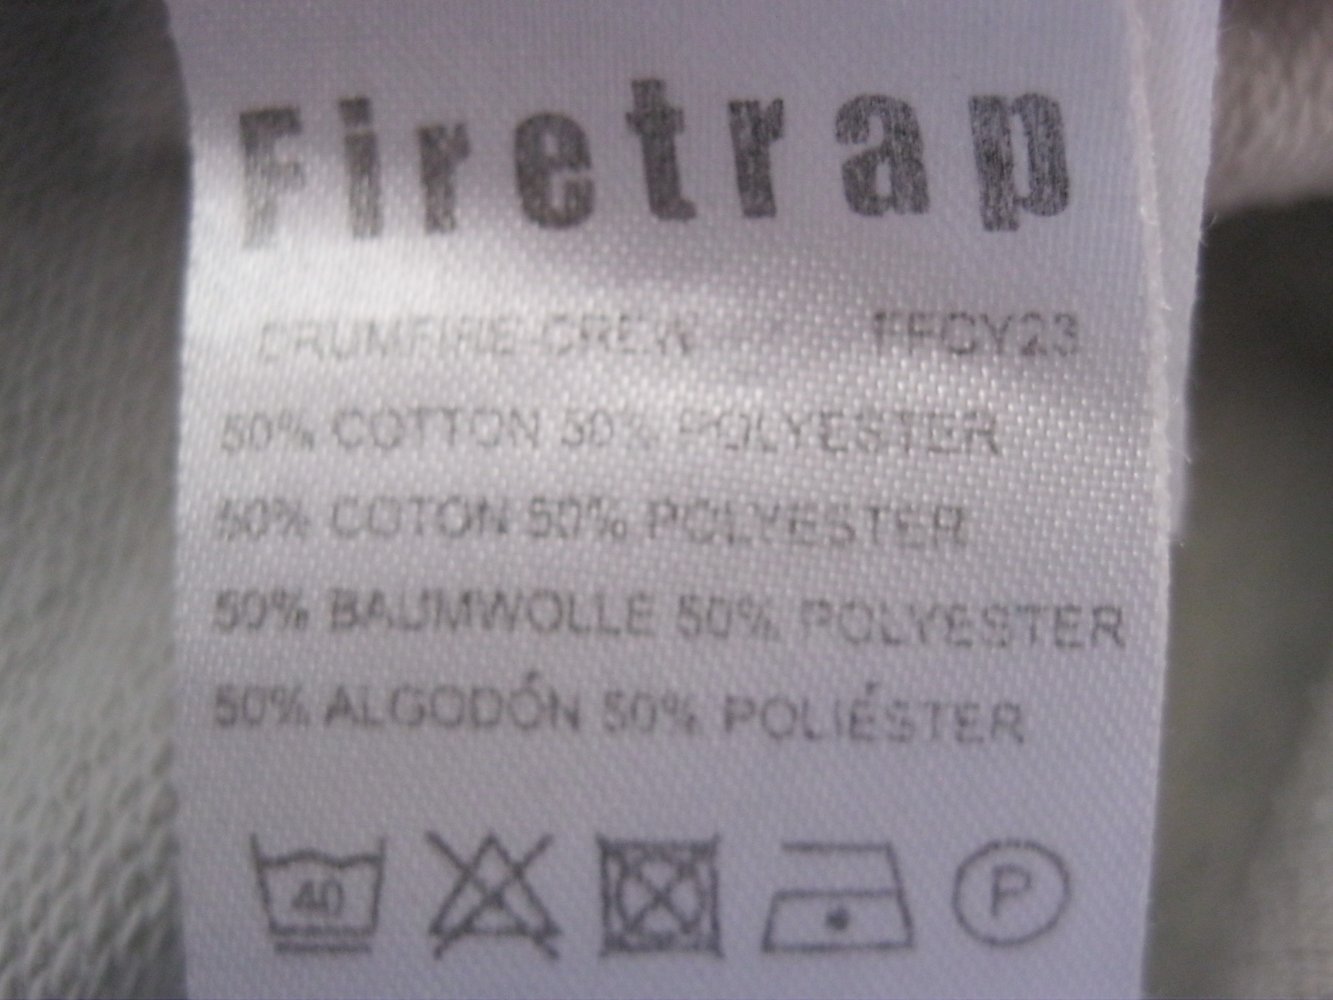 Firetrap
DRUMFIRE CREW FFCY23
50% COTTON 50% POLYESTER
50% COTON 50% POLYESTER
50% BAUMWOLLE 50% POLYESTER
50% ALGODÓN 50% POLIÉSTER
40
P